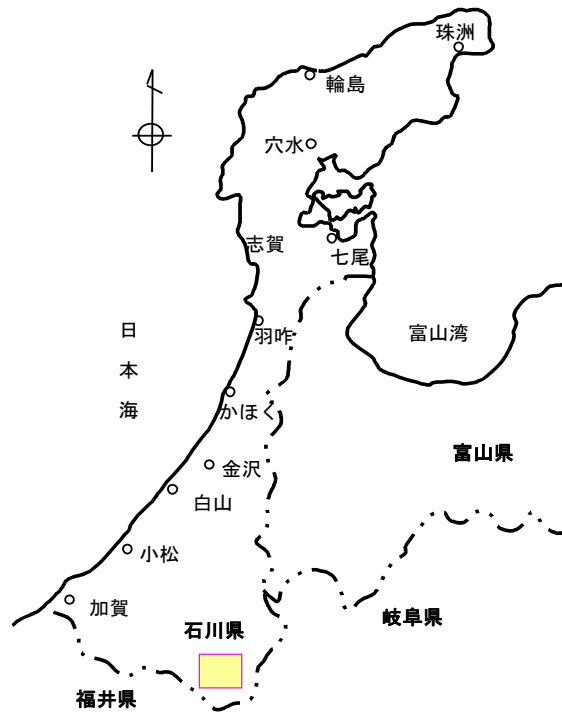 珠洲
輪島
穴水
志賀
七尾
羽咋
富山湾
日本海
かほく
富山県
金沢
白山
小松
加賀
岐阜県
石川県
福井県